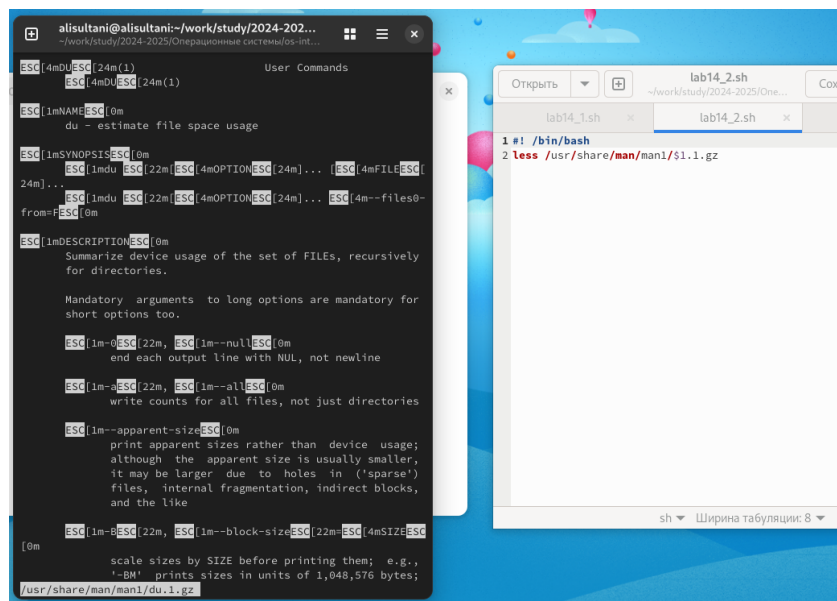 alisultani@alisultani:~/work/study/2024-202...
~/work/study/2024-2025/Операционные системы/os-int...
ESC[4mDUESC[24m(1) User Commands
ESC[4mDUESC[24m(1)
ESC[1mNAMEESC[0m
du - estimate file space usage
ESC[1mSYNOPSISESC[0m
ESC[1mdu ESC[22m[ESC[4mOPTIONESC[24m]... [ESC[4mFILEESC[
24m]...
ESC[1mdu ESC[22m[ESC[4mOPTIONESC[24m]... ESC[4m--files0-
from=FESC[0m
ESC[1mDESCRIPTIONESC[0m
Summarize device usage of the set of FILEs, recursively
for directories.
Mandatory arguments to long options are mandatory for
short options too.
ESC[1m-0ESC[22m, ESC[1m--nullESC[0m
end each output line with NUL, not newline
ESC[1m-aESC[22m, ESC[1m--allESC[0m
write counts for all files, not just directories
ESC[1m--apparent-sizeESC[0m
print apparent sizes rather than device usage;
although the apparent size is usually smaller,
it may be larger due to holes in ('sparse')
files, internal fragmentation, indirect blocks,
and the like
ESC[1m-BESC[22m, ESC[1m--block-sizeESC[22m=ESC[4mSIZEESC
[0m
scale sizes by SIZE before printing them; e.g.,
'-BM' prints sizes in units of 1,048,576 bytes;
/usr/share/man/man1/du.1.gz
Открыть
lab14_2.sh
~/work/study/2024-2025/Опе...
Сох
lab14_1.sh
lab14_2.sh
1 #! /bin/bash
2 less /usr/share/man/man1/$1.1.gz
sh
Ширина табуляции: 8